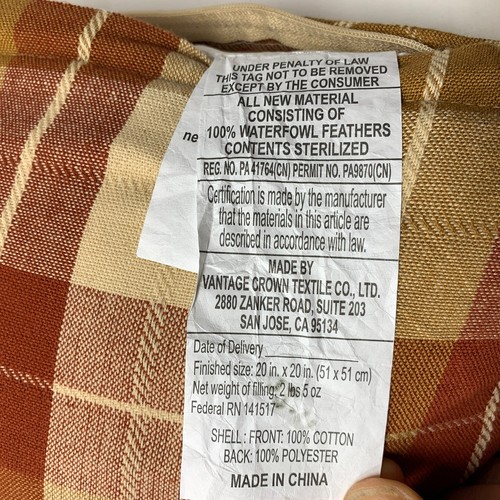 UNDER PENALTY OF LAW
THIS TAG NOT TO BE REMOVED
EXCEPT BY THE CONSUMER
ALL NEW MATERIAL
CONSISTING OF
100% WATERFOWL FEATHERS
CONTENTS STERILIZED
REG. NO. PA 41764(CN) PERMIT NO. PA9870(CN)
Certification is made by the manufacturer
that the materials in this article are
described in accordance with law.
MADE BY
VANTAGE CROWN TEXTILE CO., LTD.
2880 ZANKER ROAD, SUITE 203
SAN JOSE, CA 95134
Date of Delivery
Finished size: 20 in. x 20 in. (51 x 51 cm)
Net weight of filling: 2 lbs 5 oz
Federal RN 141517
SHELL : FRONT: 100% COTTON
BACK: 100% POLYESTER
MADE IN CHINA
ne